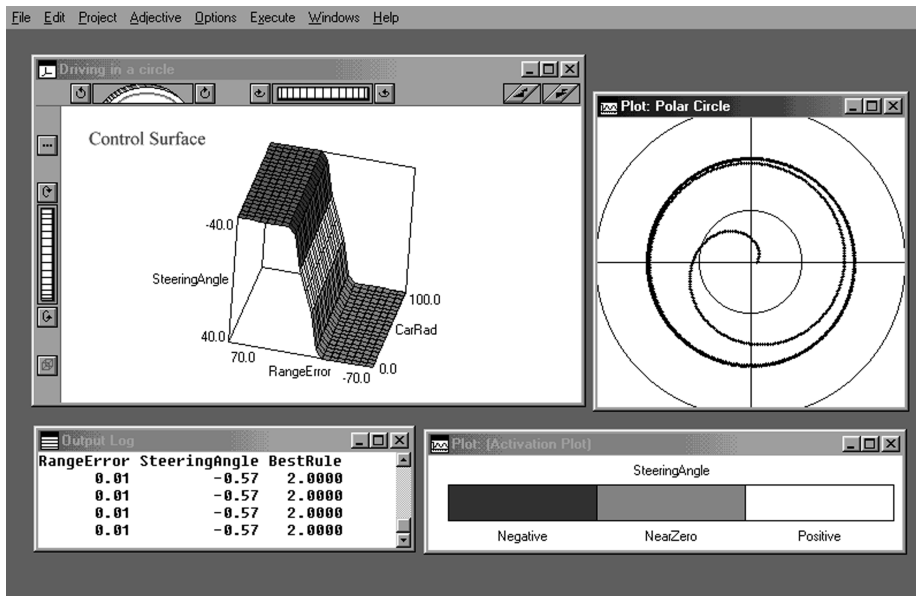 File Edit Project Adjective Options Execute Windows Help
Driving in a circle
Control Surface
-40.0
SteeringAngle
40.0
70.0
RangeError
-70.0
0.0
CarRad
100.0
Plot: Polar Circle
Output Log
RangeError SteeringAngle BestRule
0.01 -0.57 2.0000
0.01 -0.57 2.0000
0.01 -0.57 2.0000
0.01 -0.57 2.0000
Plot: (Activation Plot)
SteeringAngle
Negative NearZero Positive